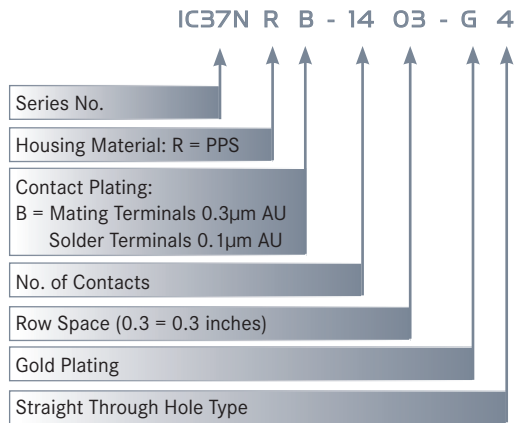 IC37N R B - 14 03 - G 4
Series No.
Housing Material: R = PPS
Contact Plating:
B = Mating Terminals 0.3µm AU
Solder Terminals 0.1µm AU
No. of Contacts
Row Space (0.3 = 0.3 inches)
Gold Plating
Straight Through Hole Type